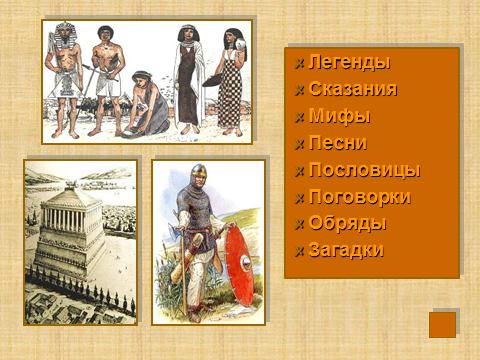 Легенды
Сказания
Мифы
Песни
Пословицы
Поговорки
Обряды
Загадки